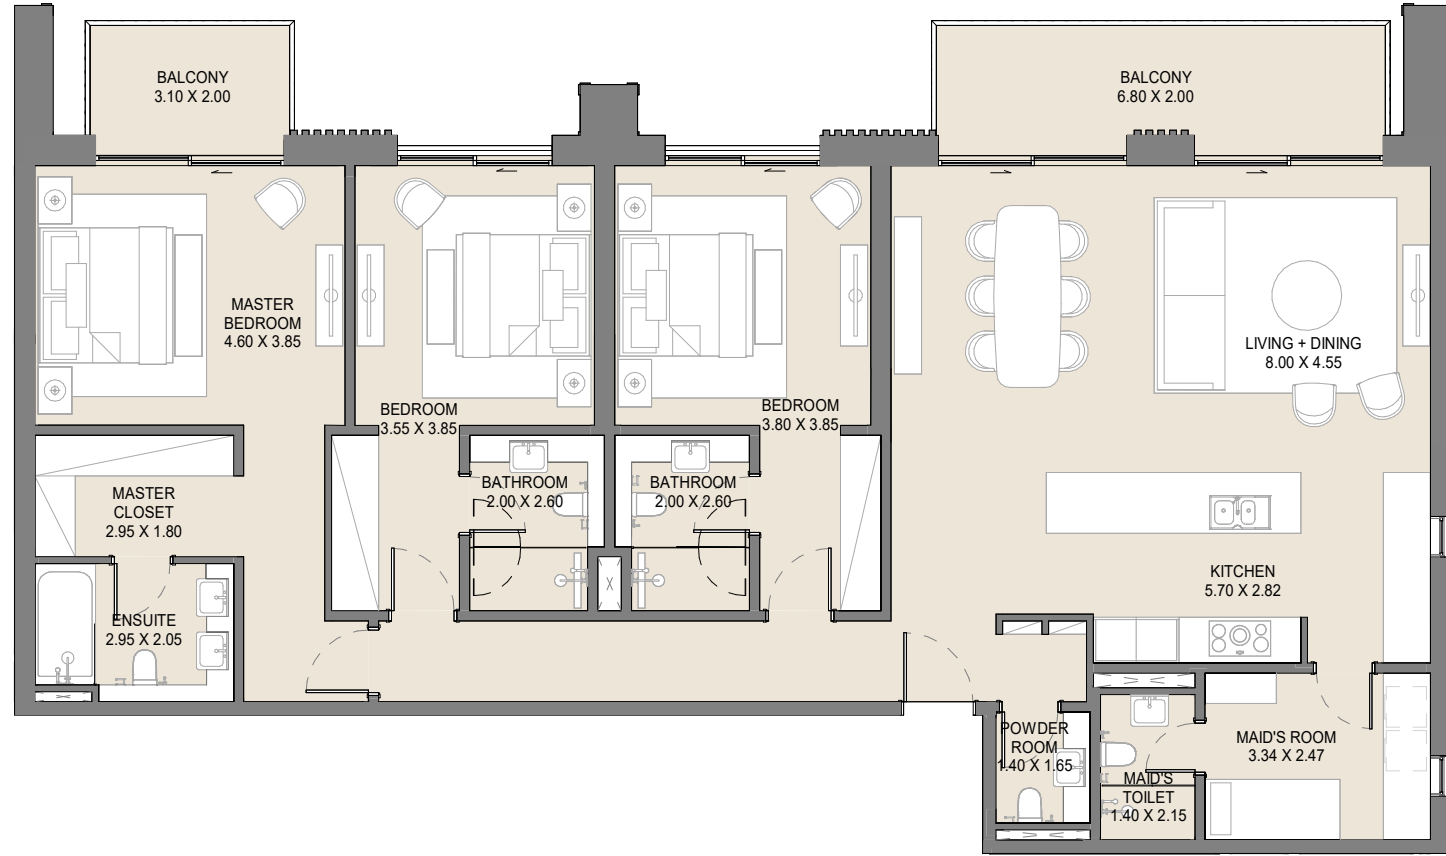 BALCONY
3.10 X 2.00
BALCONY
6.80 X 2.00
MASTER
BEDROOM
4.60 X 3.85
LIVING + DINING
8.00 X 4.55
BEDROOM
3.55 X 3.85
BEDROOM
3.80 X 3.85
MASTER
CLOSET
2.95 X 1.80
BATHROOM
2.00 X 2.60
BATHROOM
2.00 X 2.60
KITCHEN
5.70 X 2.82
ENSUITE
2.95 X 2.05
POWDER
ROOM
1.40 X 1.65
MAID'S ROOM
3.34 X 2.47
MAID'S
TOILET
1.40 X 2.15